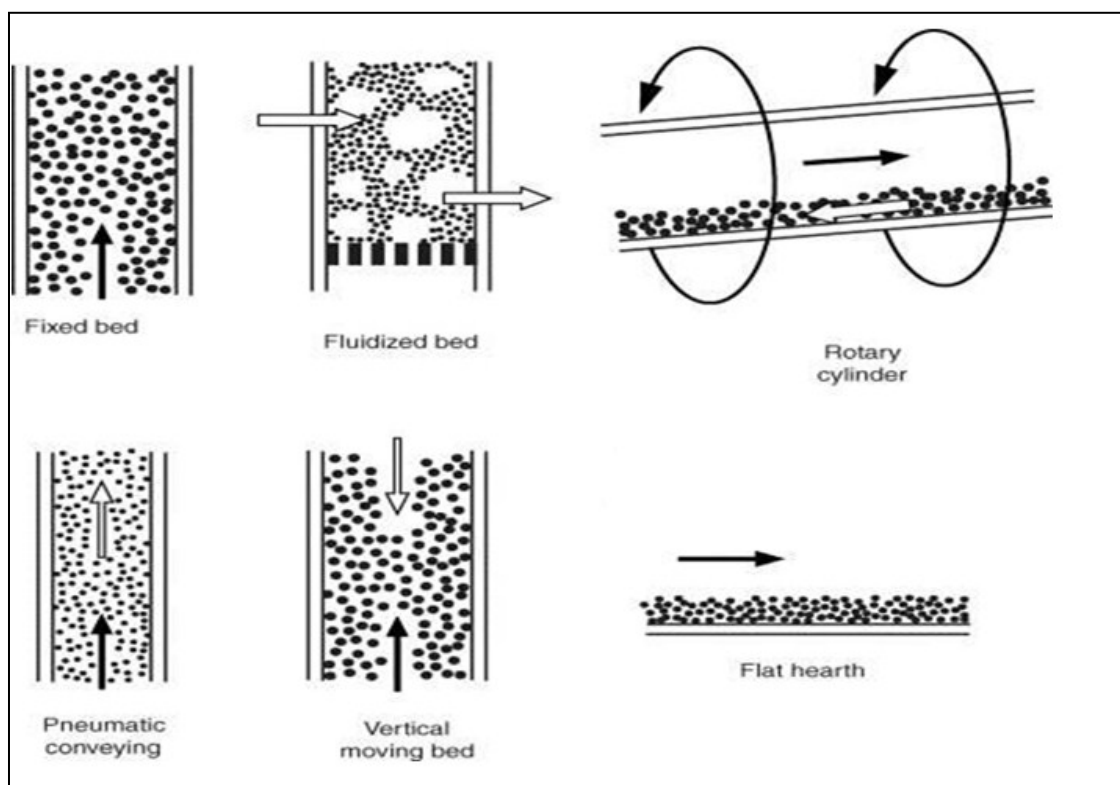 Fixed bed
Fluidized bed
Rotary
cylinder
Pneumatic
conveying
Vertical
moving bed
Flat hearth